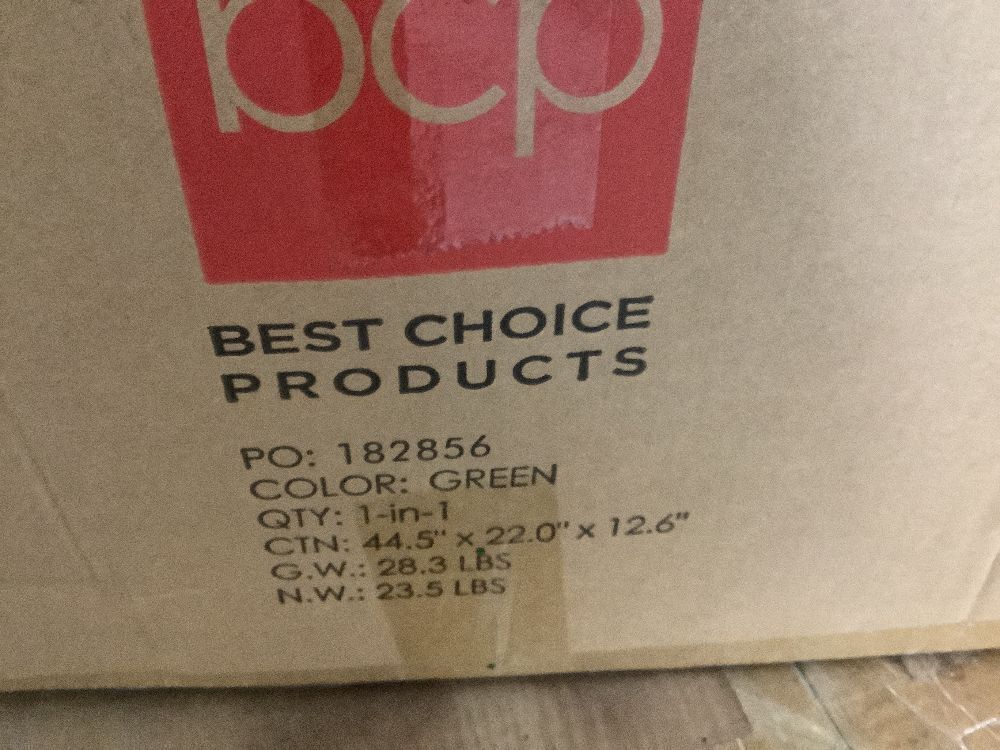 bcp
BEST CHOICE
PRODUCTS
PO: 182856
COLOR: GREEN
QTY: 1-in-1
CTN: 44.5" x 22.0" x 12.6"
G.W.: 28.3 LBS
N.W.: 23.5 LBS